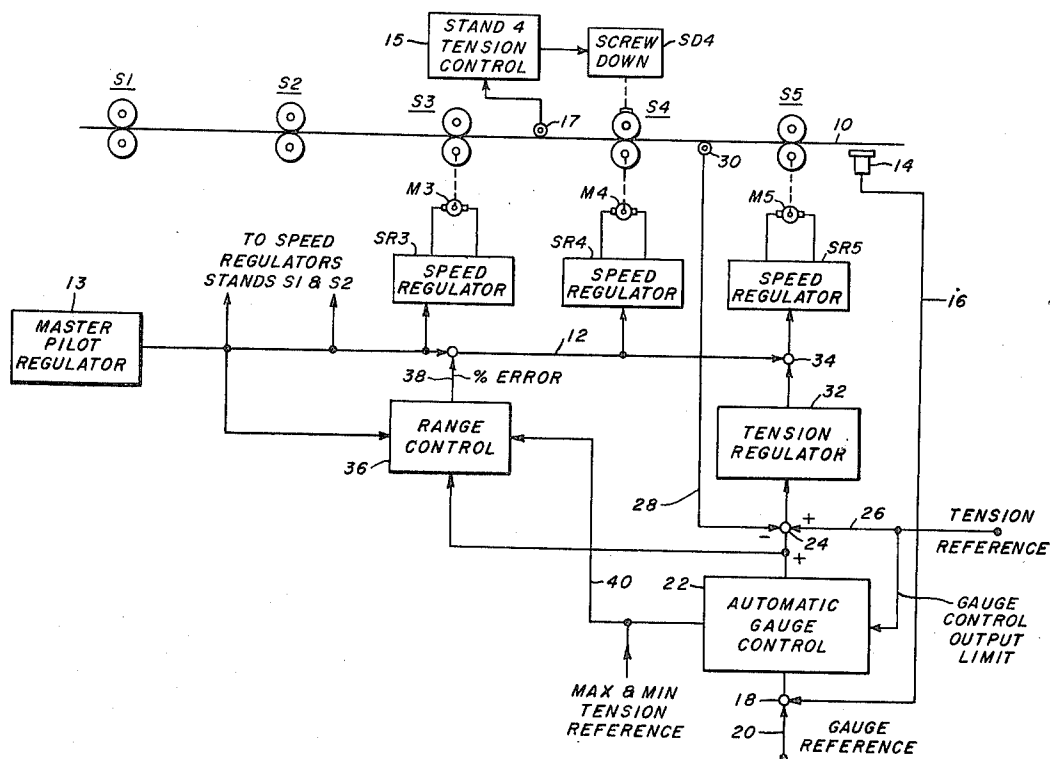 15
STAND 4
TENSION
CONTROL
SCREW
DOWN
SD4
S1
S2
S3
17
S4
S5
10
30
14
M3
M4
M5
TO SPEED
REGULATORS
STANDS S1 & S2
SR3
SPEED
REGULATOR
SR4
SPEED
REGULATOR
SR5
SPEED
REGULATOR
16
13
MASTER
PILOT
REGULATOR
12
34
38
% ERROR
RANGE
CONTROL
36
32
TENSION
REGULATOR
28
+
26
TENSION
REFERENCE
-
24
+
40
22
AUTOMATIC
GAUGE
CONTROL
GAUGE
CONTROL
OUTPUT
LIMIT
MAX & MIN
TENSION
REFERENCE
18
20
GAUGE
REFERENCE